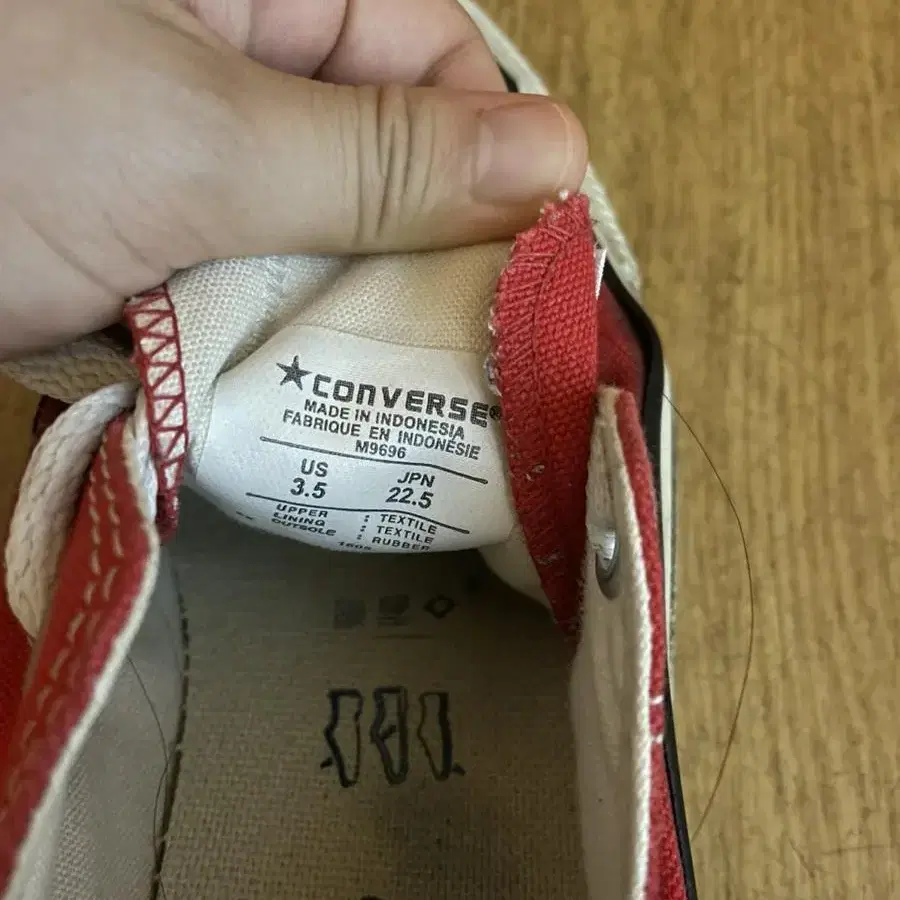 ★CONVERSE®
MADE IN INDONESIA
FABRIQUE EN INDONÉSIE
M9696
US JPN
3.5 22.5
UPPER : TEXTILE
LINING : TEXTILE
OUTSOLE : RUBBER